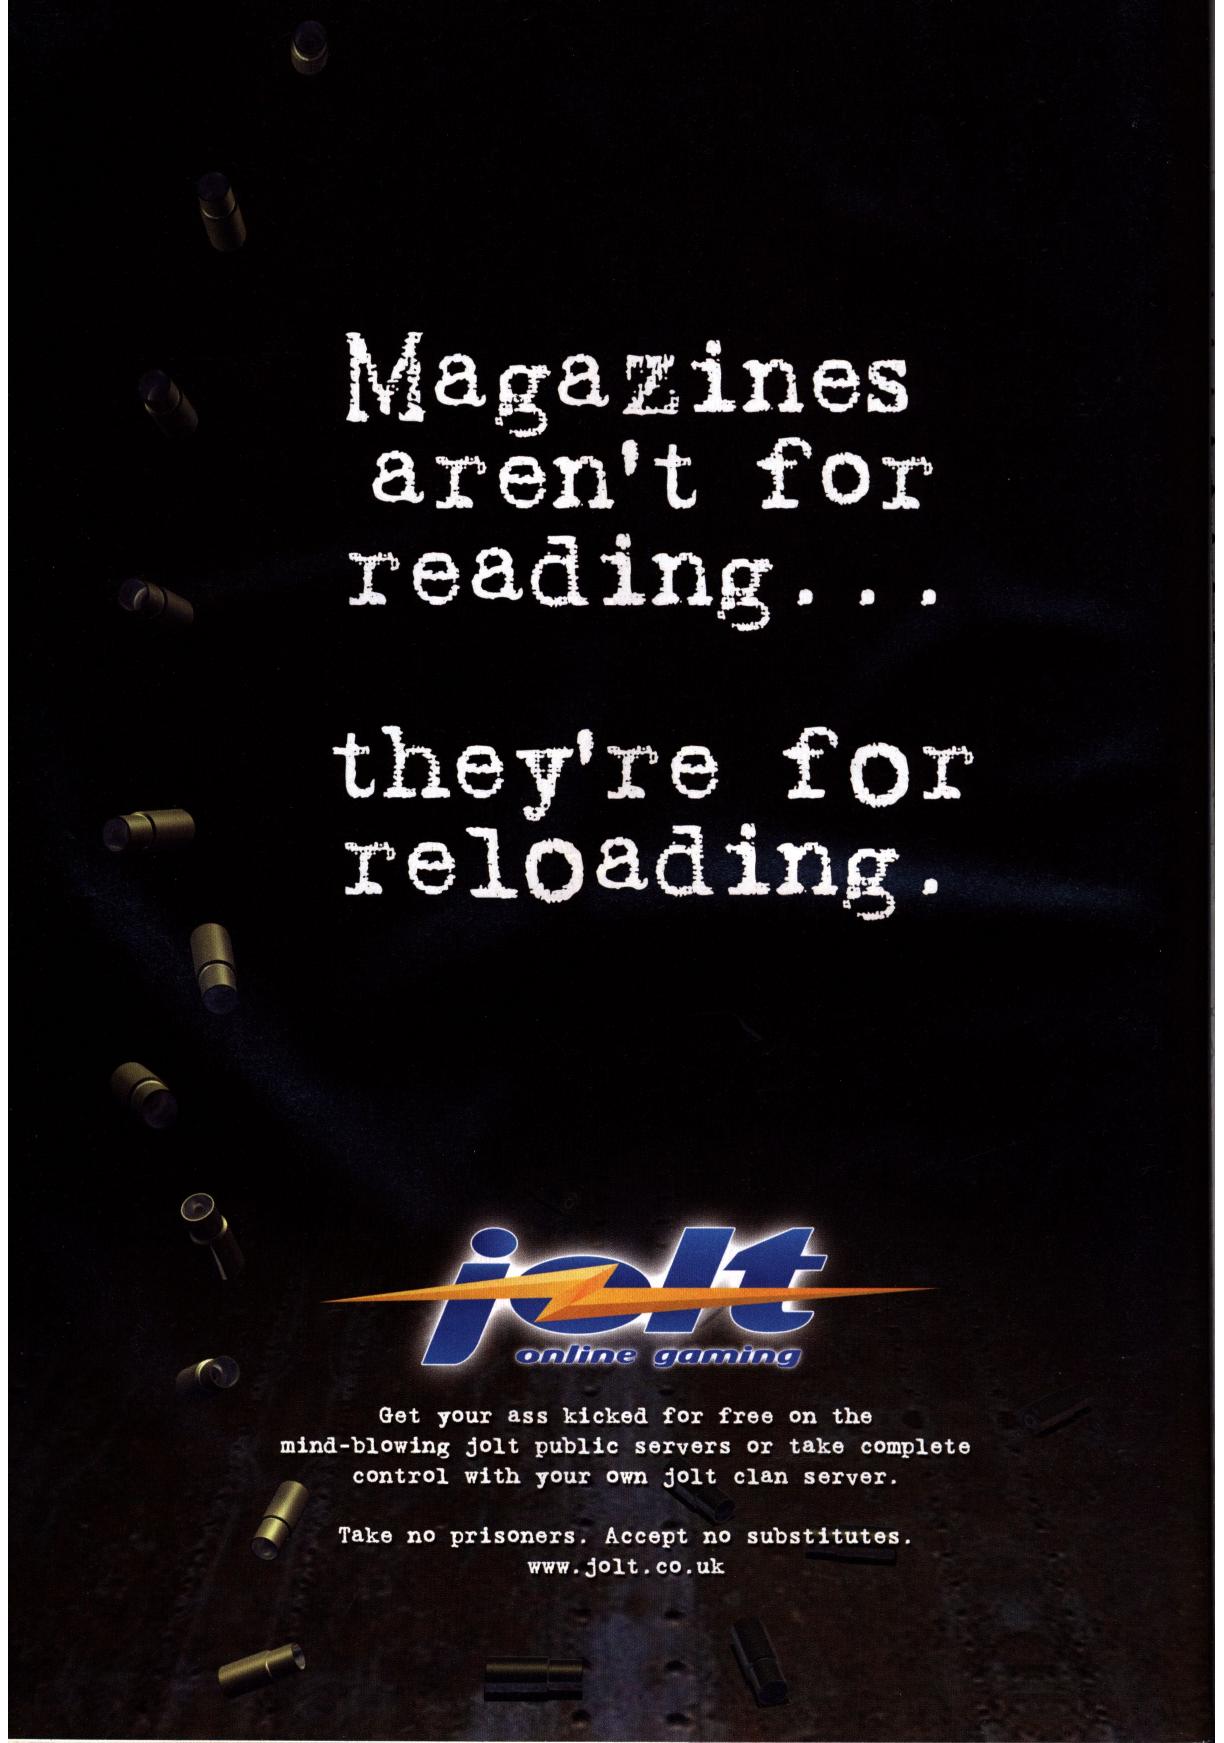 Magazines
aren't for
reading...
they're for
reloading.
jolt
online gaming
Get your ass kicked for free on the
mind-blowing jolt public servers or take complete
control with your own jolt clan server.
Take no prisoners. Accept no substitutes.
www.jolt.co.uk